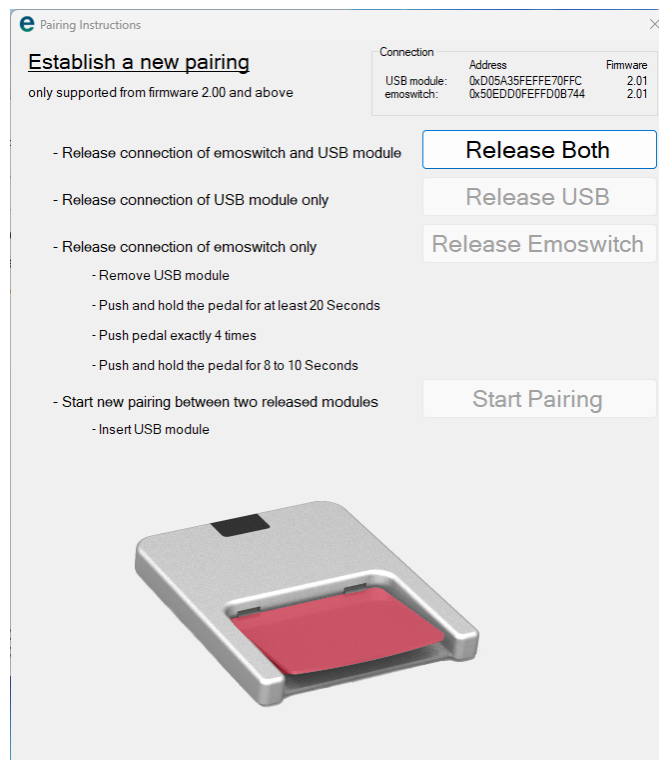 Pairing Instructions
Establish a new pairing
only supported from firmware 2.00 and above
Connection
Address Firmware
USB module: 0xD05A35FEFFE70FFC 2.01
emoswitch: 0x50EDD0FEFFD0B744 2.01
- Release connection of emoswitch and USB module Release Both
- Release connection of USB module only Release USB
- Release connection of emoswitch only Release Emoswitch
- Remove USB module
- Push and hold the pedal for at least 20 Seconds
- Push pedal exactly 4 times
- Push and hold the pedal for 8 to 10 Seconds
- Start new pairing between two released modules Start Pairing
- Insert USB module